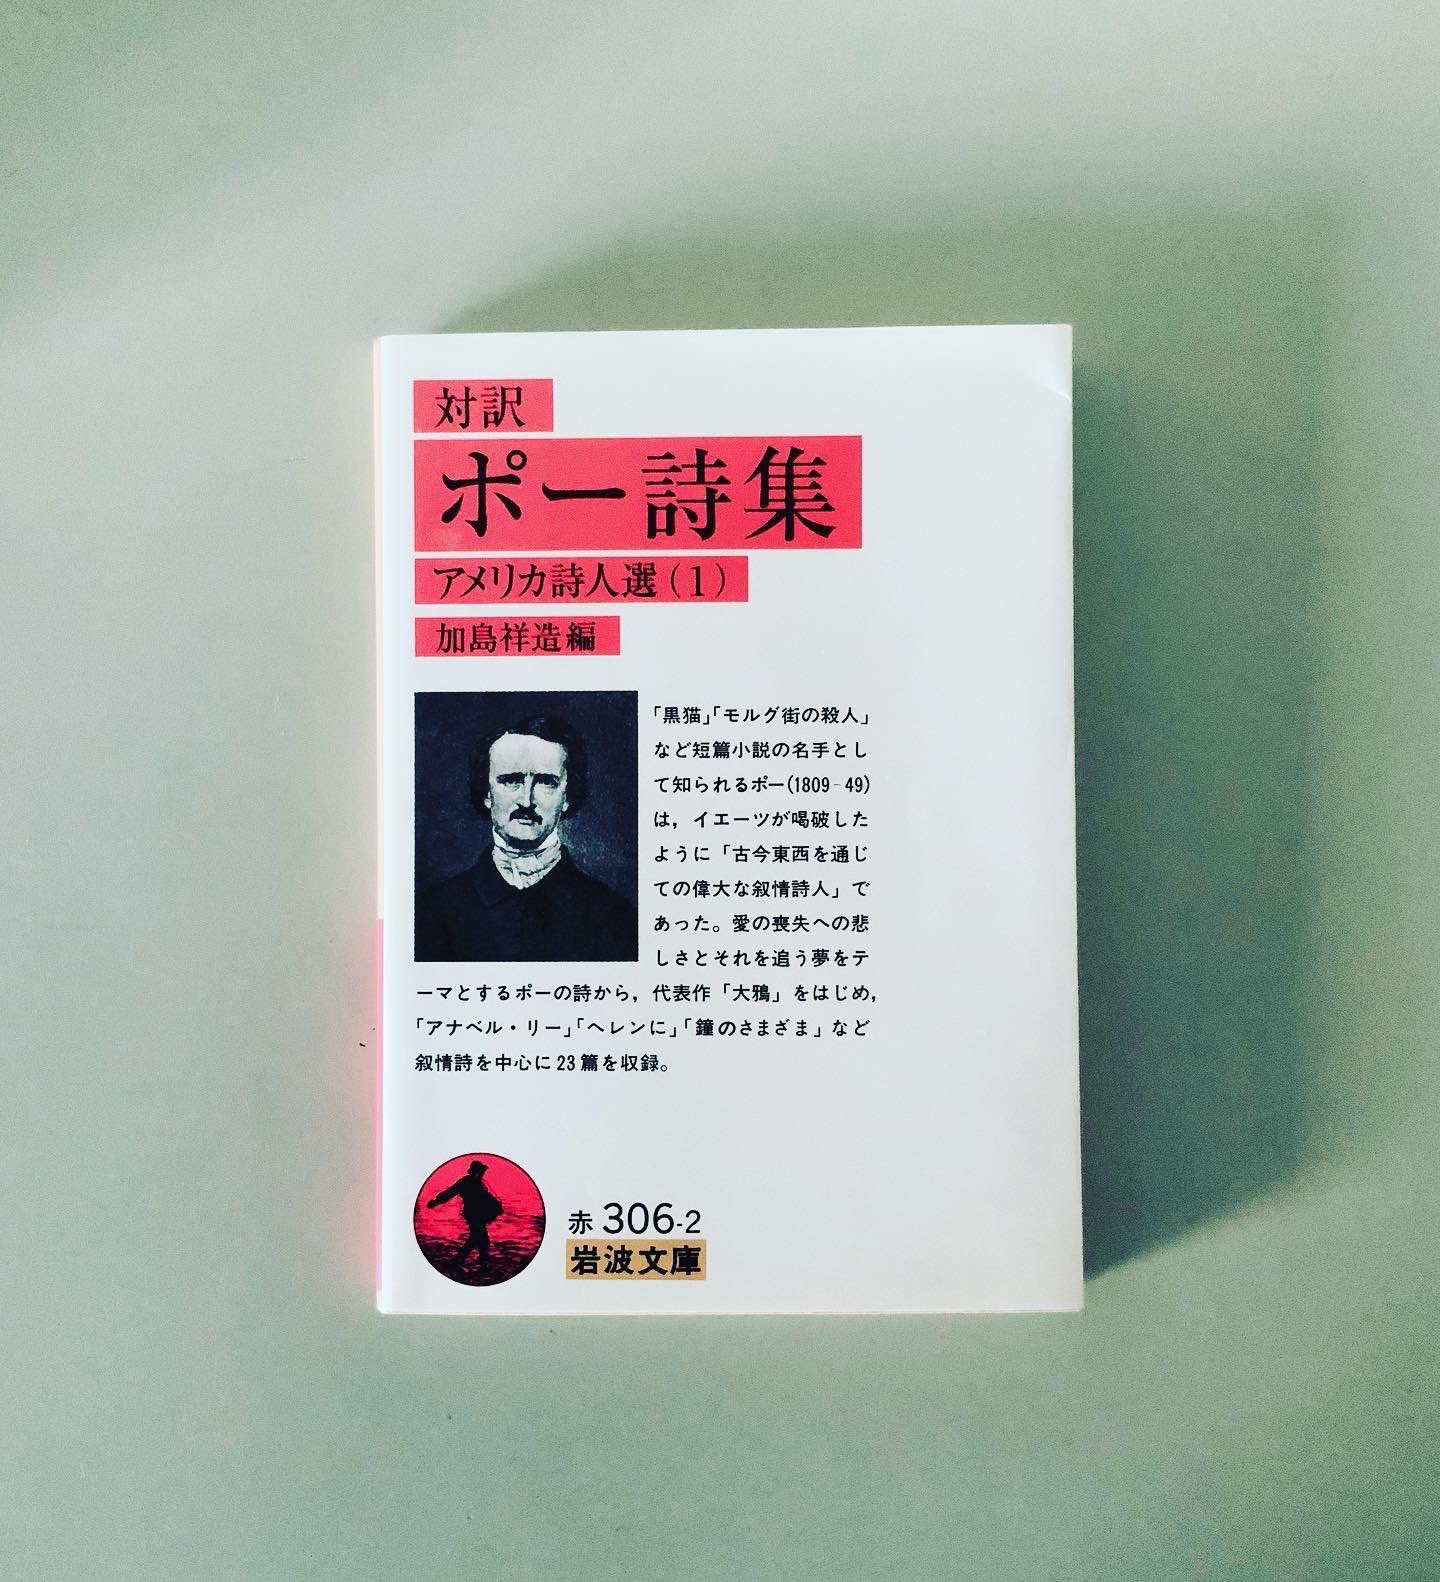 対訳
ポー詩集
アメリカ詩人選(1)
加島祥造編
「黒猫」「モルグ街の殺人」
など短篇小説の名手とし
て知られるポー(1809-49)
は，イエーツが喝破した
ように「古今東西を通じ
ての偉大な叙情詩人」で
あった。愛の喪失への悲
しさとそれを追う夢をテ
ーマとするポーの詩から，代表作「大鴉」をはじめ，
「アナベル・リー」「ヘレンに」「鐘のさまざま」など
叙情詩を中心に23篇を収録。
赤 306-2
岩波文庫